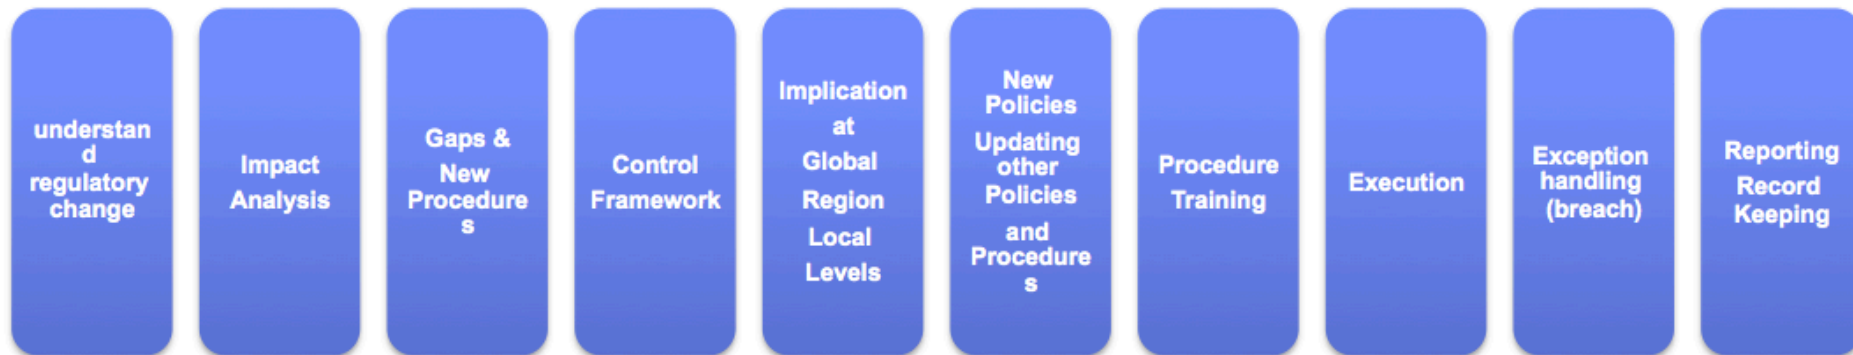 understan
d
regulatory
change
Impact
Analysis
Gaps &
New
Procedure
s
Control
Framework
Implication
at
Global
Region
Local
Levels
New
Policies
Updating
other
Policies
and
Procedure
s
Procedure
Training
Execution
Exception
handling
(breach)
Reporting
Record
Keeping